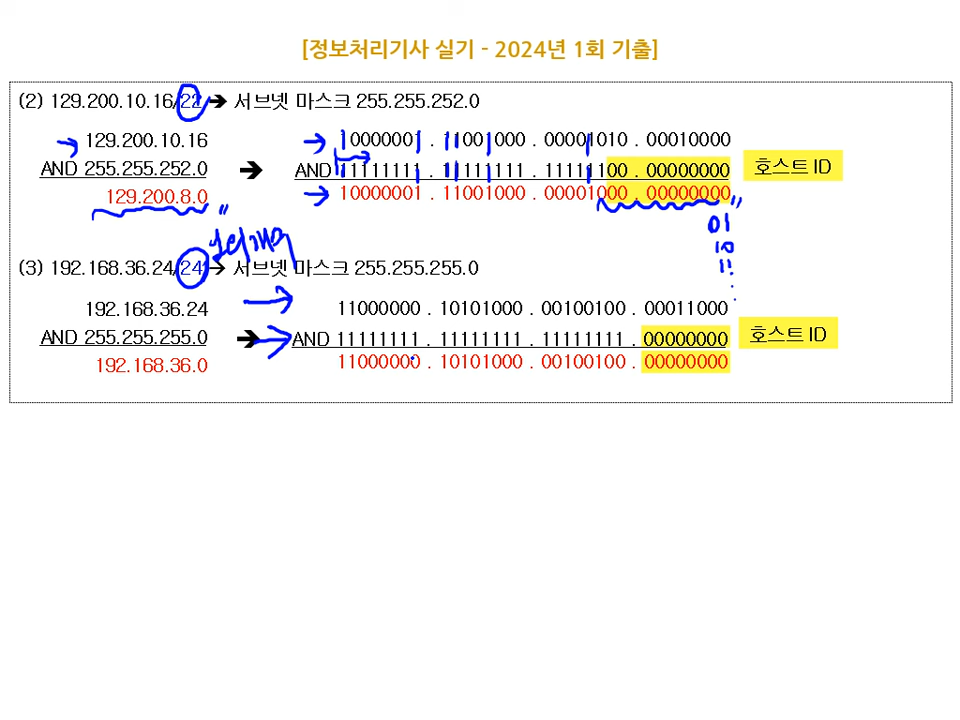 [정보처리기사 실기 - 2024년 1회 기출]
(2) 129.200.10.16/22 ➔ 서브넷 마스크 255.255.252.0
129.200.10.16 10000001 . 11001000 . 00001010 . 00010000
AND 255.255.252.0 ➔ AND 11111111 . 11111111 . 11111100 . 00000000 호스트 ID
129.200.8.0 10000001 . 11001000 . 00001000 . 00000000
01
10
11
(3) 192.168.36.24/24 ➔ 서브넷 마스크 255.255.255.0
192.168.36.24 11000000 . 10101000 . 00100100 . 00011000
AND 255.255.255.0 ➔ AND 11111111 . 11111111 . 11111111 . 00000000 호스트 ID
192.168.36.0 11000000 . 10101000 . 00100100 . 00000000